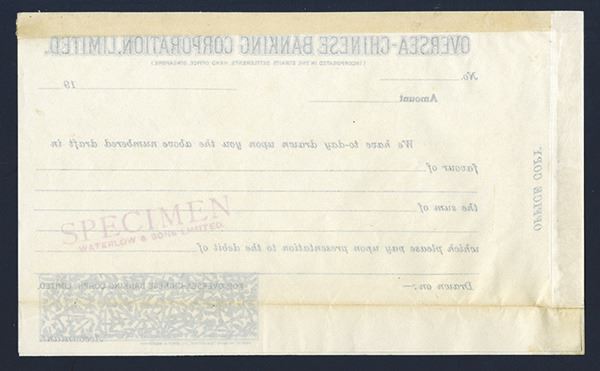 OVERSEA-CHINESE BANKING CORPORATION, LIMITED.
(INCORPORATED IN THE STRAITS SETTLEMENTS, HEAD OFFICE, SINGAPORE)
No.
19
Amount
We have to-day drawn upon you the above numbered draft in
favour of
the sum of
which please pay upon presentation to the debit of
Drawn on:—
OFFICE COPY
SPECIMEN
WATERLOW & SONS LIMITED.
FOR OVERSEA-CHINESE BANKING CORPN. LIMITED.
Accountant.